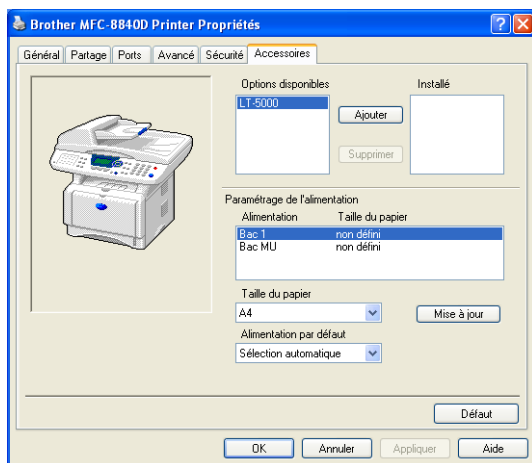 Brother MFC-8840D Printer Propriétés
Général Partage Ports Avancé Sécurité Accessoires
Options disponibles Installé
LT-5000
Ajouter
Supprimer
Paramétrage de l'alimentation
Alimentation Taille du papier
Bac 1 non défini
Bac MU non défini
Taille du papier
A4 Mise à jour
Alimentation par défaut
Sélection automatique
Défaut
OK Annuler Appliquer Aide